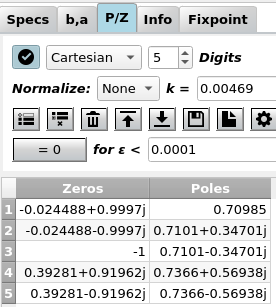 Specs b,a P/Z Info Fixpoint
Cartesian 5 Digits
Normalize: None k = 0.00469
= 0 for ε < 0.0001
Zeros Poles
1 -0.024488+0.9997j 0.70985
2 -0.024488-0.9997j 0.7101+0.34701j
3 -1 0.7101-0.34701j
4 0.39281+0.91962j 0.7366+0.56938j
5 0.39281-0.91962j 0.7366-0.56938j